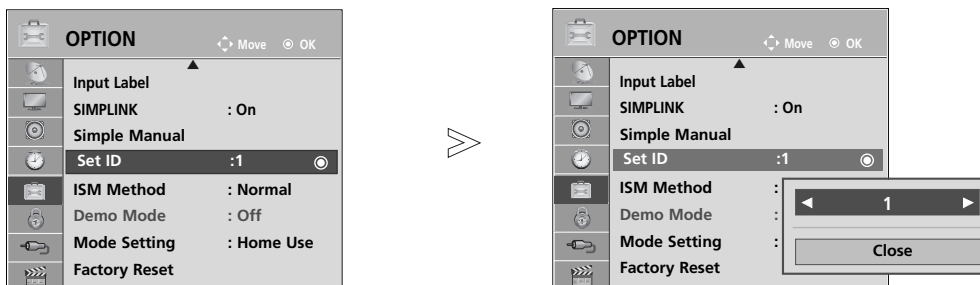 OPTION
Move OK
Input Label
SIMPLINK : On
Simple Manual
Set ID :1
ISM Method : Normal
Demo Mode : Off
Mode Setting : Home Use
Factory Reset
OPTION
Move OK
Input Label
SIMPLINK : On
Simple Manual
Set ID :1
ISM Method :
Demo Mode :
Mode Setting :
Factory Reset
1
Close